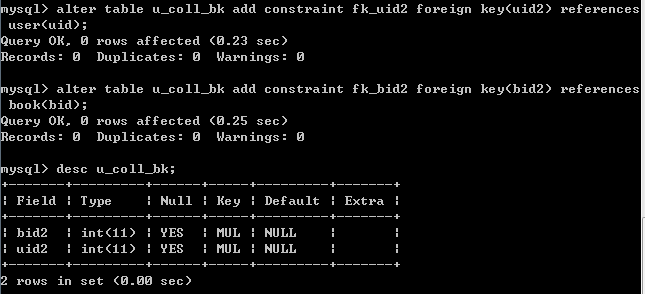 mysql> alter table u_coll_bk add constraint fk_uid2 foreign key(uid2) references
 user(uid);
Query OK, 0 rows affected (0.23 sec)
Records: 0  Duplicates: 0  Warnings: 0

mysql> alter table u_coll_bk add constraint fk_bid2 foreign key(bid2) references
 book(bid);
Query OK, 0 rows affected (0.25 sec)
Records: 0  Duplicates: 0  Warnings: 0

mysql> desc u_coll_bk;
+-------+---------+------+-----+---------+-------+
| Field | Type    | Null | Key | Default | Extra |
+-------+---------+------+-----+---------+-------+
| bid2  | int(11) | YES  | MUL | NULL    |       |
| uid2  | int(11) | YES  | MUL | NULL    |       |
+-------+---------+------+-----+---------+-------+
2 rows in set (0.00 sec)